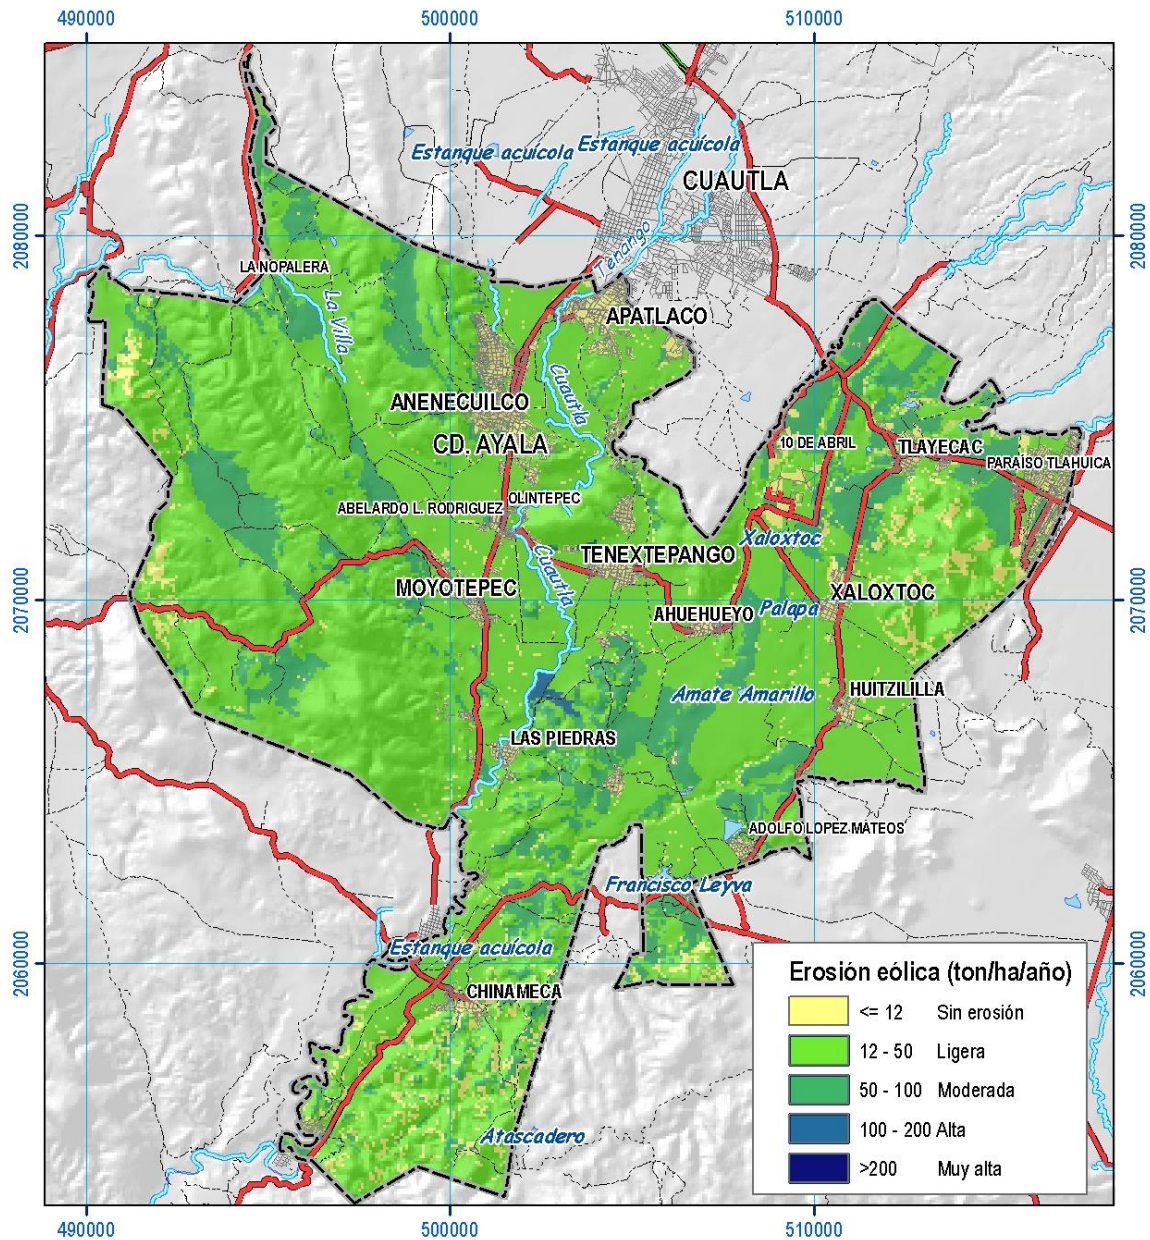 490000
500000
510000
Estanque acuícola
Estanque acuícola
CUAUTLA
2080000
2080000
Tenango
LA NOPALERA
La Villa
APATLACO
Cuautla
ANENECUILCO
CD. AYALA
10 DE ABRIL
TLAYECAC
PARAÍSO TLAHUICA
OLINTEPEC
ABELARDO L. RODRIGUEZ
Xaloxtoc
Cuautla
TENEXTEPANGO
MOYOTEPEC
XALOXTOC
2070000
2070000
AHUEHUEYO
Palapa
Amate Amarillo
HUITZILILLA
LAS PIEDRAS
ADOLFO LOPEZ MATEOS
Francisco Leyva
Estanque acuícola
2060000
2060000
CHINAMECA
Atascadero
Erosión eólica (ton/ha/año)
<= 12 Sin erosión
12 - 50 Ligera
50 - 100 Moderada
100 - 200 Alta
>200 Muy alta
490000
500000
510000